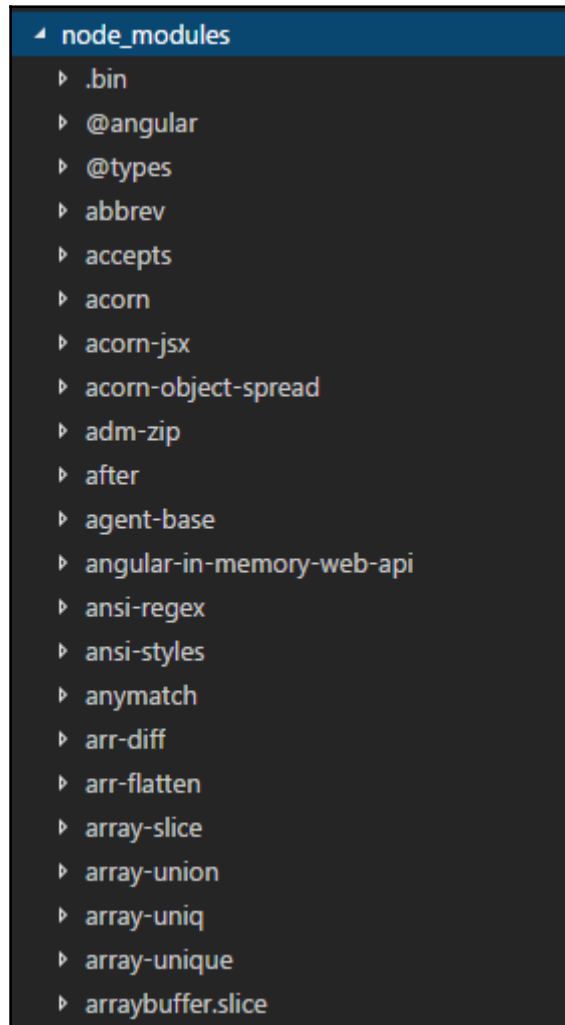 node_modules
.bin
@angular
@types
abbrev
accepts
acorn
acorn-jsx
acorn-object-spread
adm-zip
after
agent-base
angular-in-memory-web-api
ansi-regex
ansi-styles
anymatch
arr-diff
arr-flatten
array-slice
array-union
array-uniq
array-unique
arraybuffer.slice